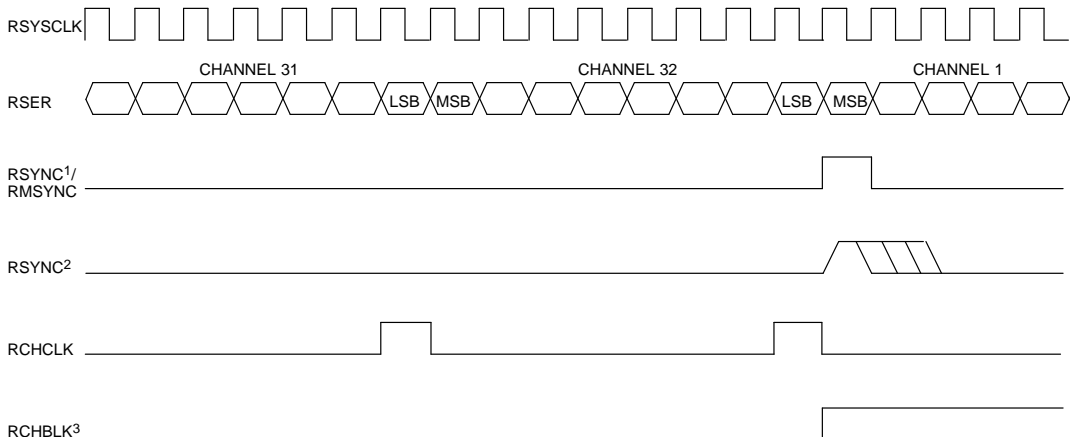 RSYSCLK
CHANNEL 31 CHANNEL 32 CHANNEL 1
RSER LSB MSB LSB MSB
RSYNC1/
RMSYNC
RSYNC2
RCHCLK
RCHBLK3